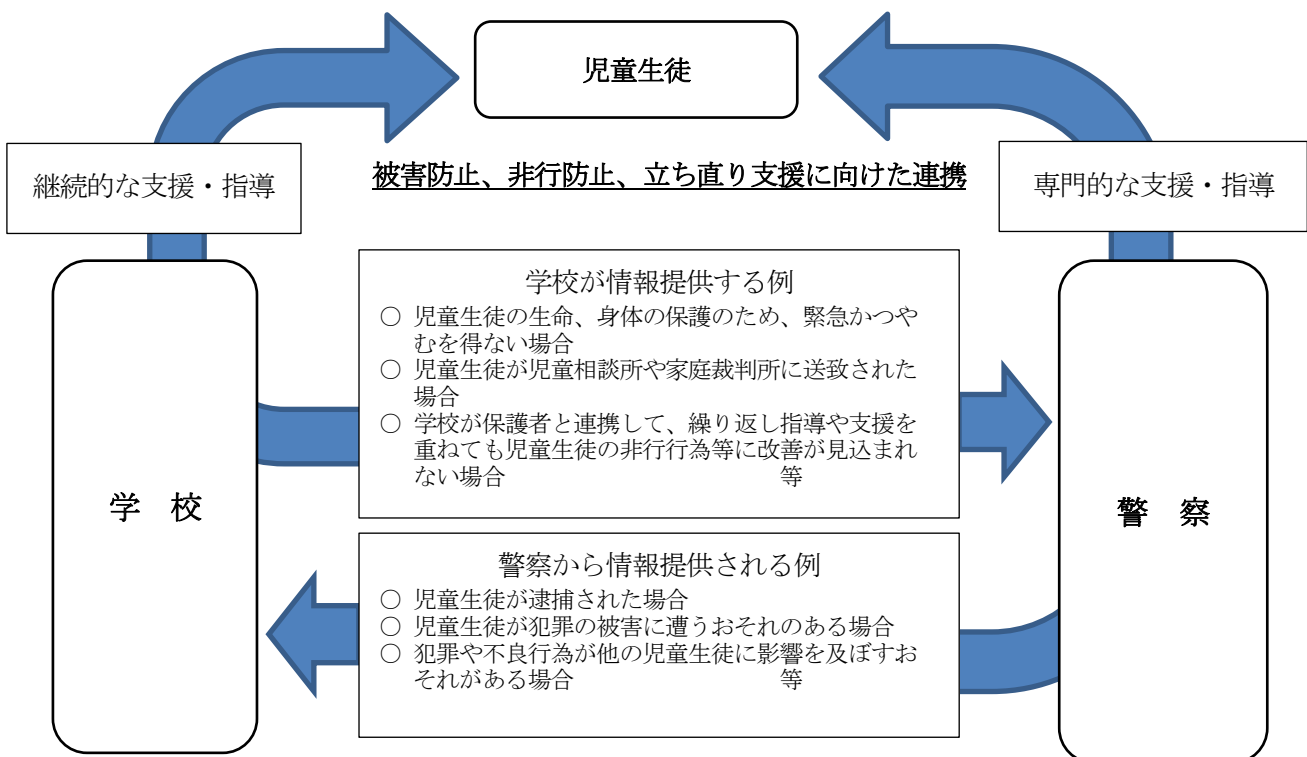 児童生徒
継続的な支援・指導
被害防止、非行防止、立ち直り支援に向けた連携
専門的な支援・指導
学校が情報提供する例
○ 児童生徒の生命、身体の保護のため、緊急かつや
むを得ない場合
○ 児童生徒が児童相談所や家庭裁判所に送致された
場合
○ 学校が保護者と連携して、繰り返し指導や支援を
重ねても児童生徒の非行行為等に改善が見込まれ
ない場合 等
学 校
警 察
警察から情報提供される例
○ 児童生徒が逮捕された場合
○ 児童生徒が犯罪の被害に遭うおそれのある場合
○ 犯罪や不良行為が他の児童生徒に影響を及ぼすお
それがある場合 等